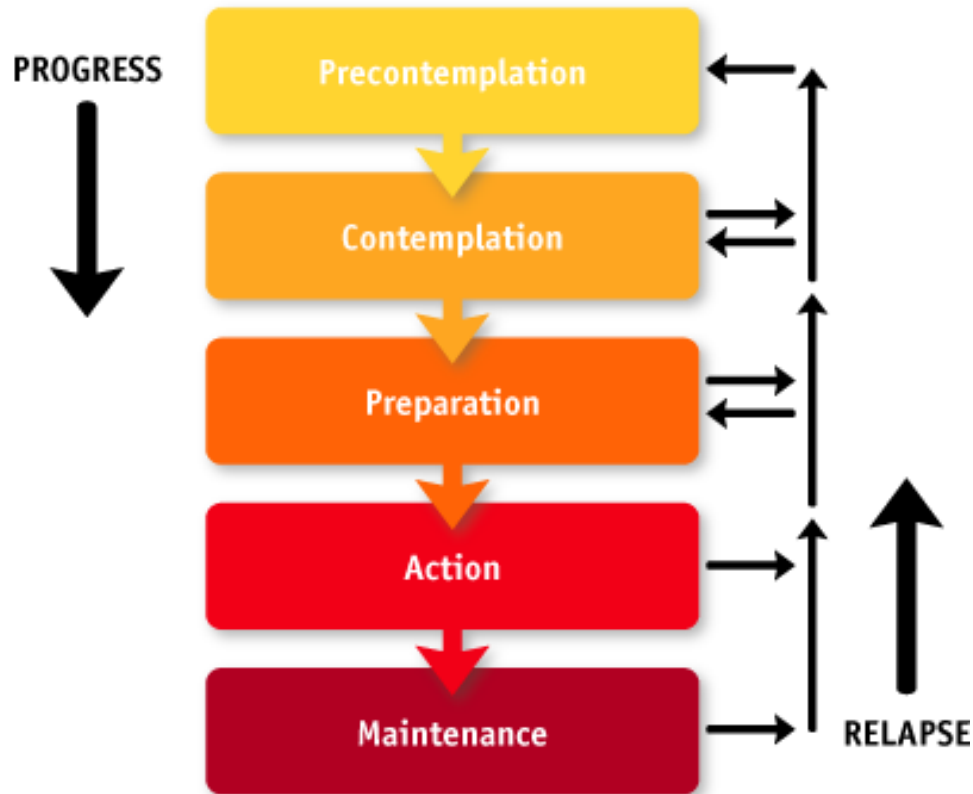 PROGRESS
Precontemplation
Contemplation
Preparation
Action
Maintenance
RELAPSE